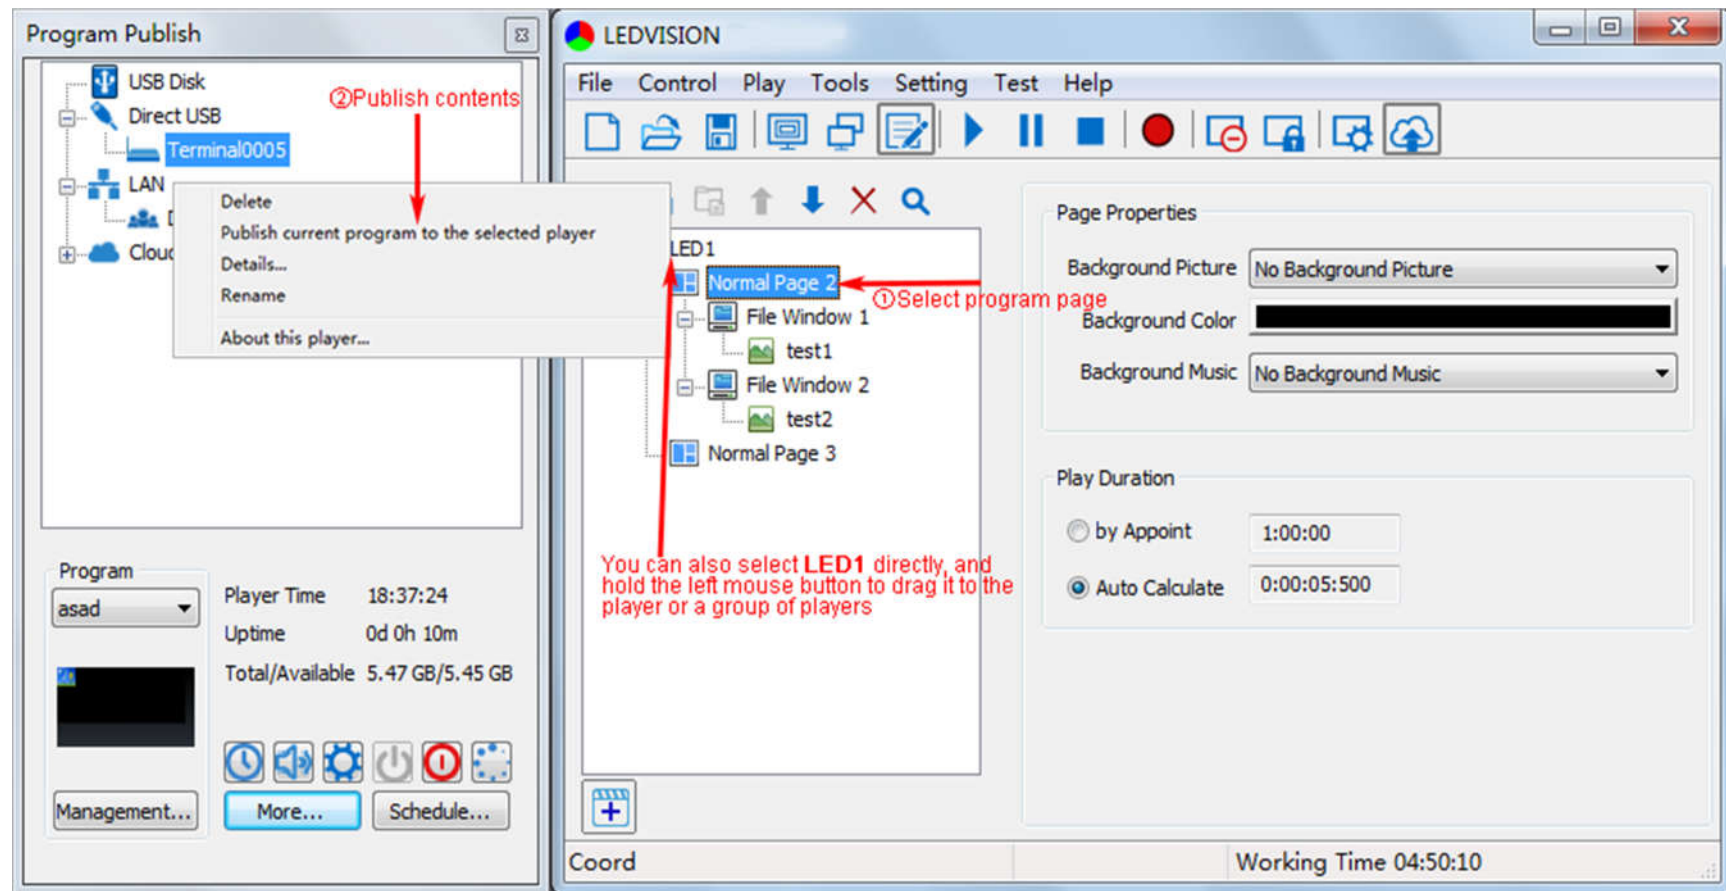 Program Publish
USB Disk
②Publish contents
Direct USB
Terminal0005
LAN
Delete
Publish current program to the selected player
Details...
Rename
About this player...
Program
asad
Player Time 18:37:24
Uptime 0d 0h 10m
Total/Available 5.47 GB/5.45 GB
Management...
More...
Schedule...
LEDVISION
File Control Play Tools Setting Test Help
LED1
Normal Page 2
①Select program page
File Window 1
test1
File Window 2
test2
Normal Page 3
You can also select LED1 directly, and
hold the left mouse button to drag it to the
player or a group of players
Page Properties
Background Picture No Background Picture
Background Color
Background Music No Background Music
Play Duration
by Appoint 1:00:00
Auto Calculate 0:00:05:500
Coord
Working Time 04:50:10